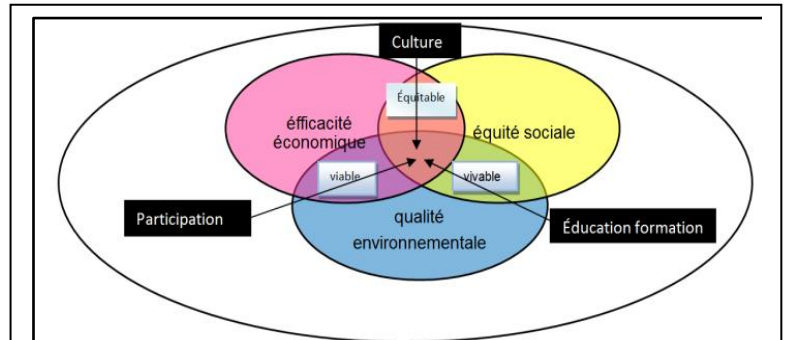 Culture
Équitable
éfficacité
économique
équité sociale
viable
vivable
Participation
qualité
environnementale
Éducation formation